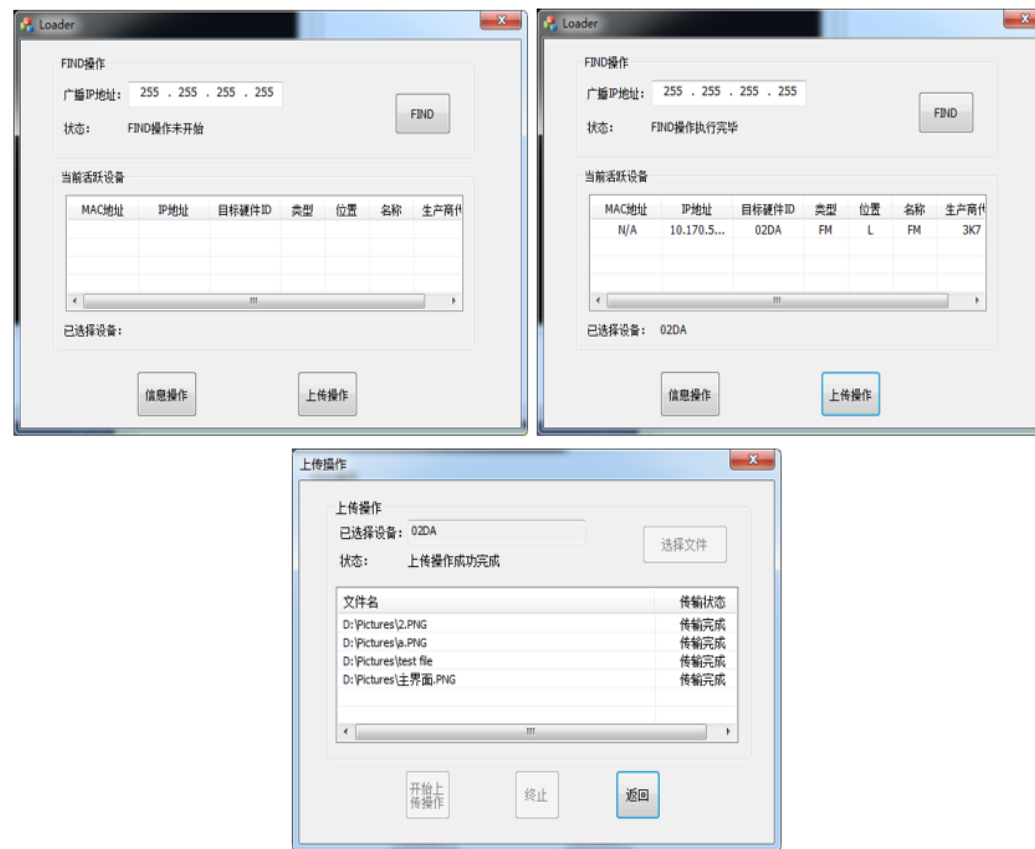 Loader
FIND操作
广播IP地址: 255 . 255 . 255 . 255
FIND
状态: FIND操作未开始
当前活跃设备
MAC地址 IP地址 目标硬件ID 类型 位置 名称 生产商代
已选择设备:
信息操作 上传操作
Loader
FIND操作
广播IP地址: 255 . 255 . 255 . 255
FIND
状态: FIND操作执行完毕
当前活跃设备
MAC地址 IP地址 目标硬件ID 类型 位置 名称 生产商代
N/A 10.170.5... 02DA FM L FM 3K7
已选择设备: 02DA
信息操作 上传操作
上传操作
上传操作
已选择设备: 02DA
选择文件
状态: 上传操作成功完成
文件名 传输状态
D:\Pictures\2.PNG 传输完成
D:\Pictures\a.PNG 传输完成
D:\Pictures\test file 传输完成
D:\Pictures\主界面.PNG 传输完成
开始上
传操作
终止
返回